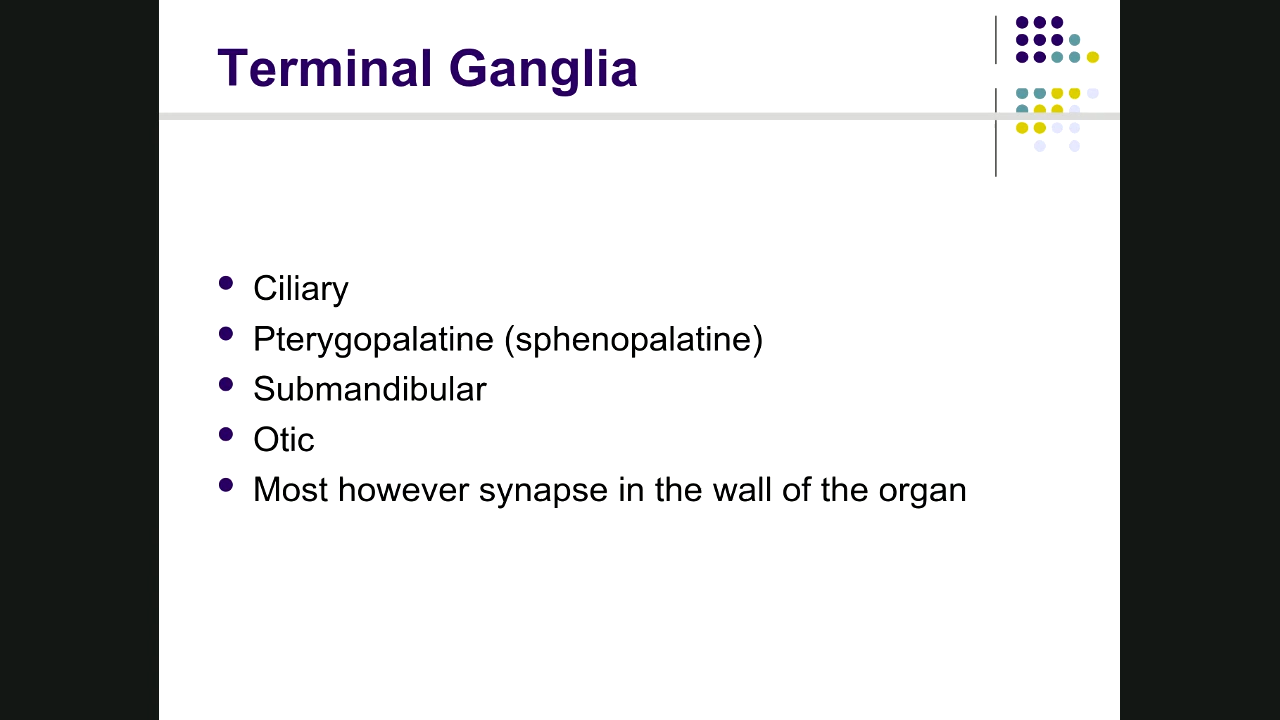 Terminal Ganglia
Ciliary
Pterygopalatine (sphenopalatine)
Submandibular
Otic
Most however synapse in the wall of the organ